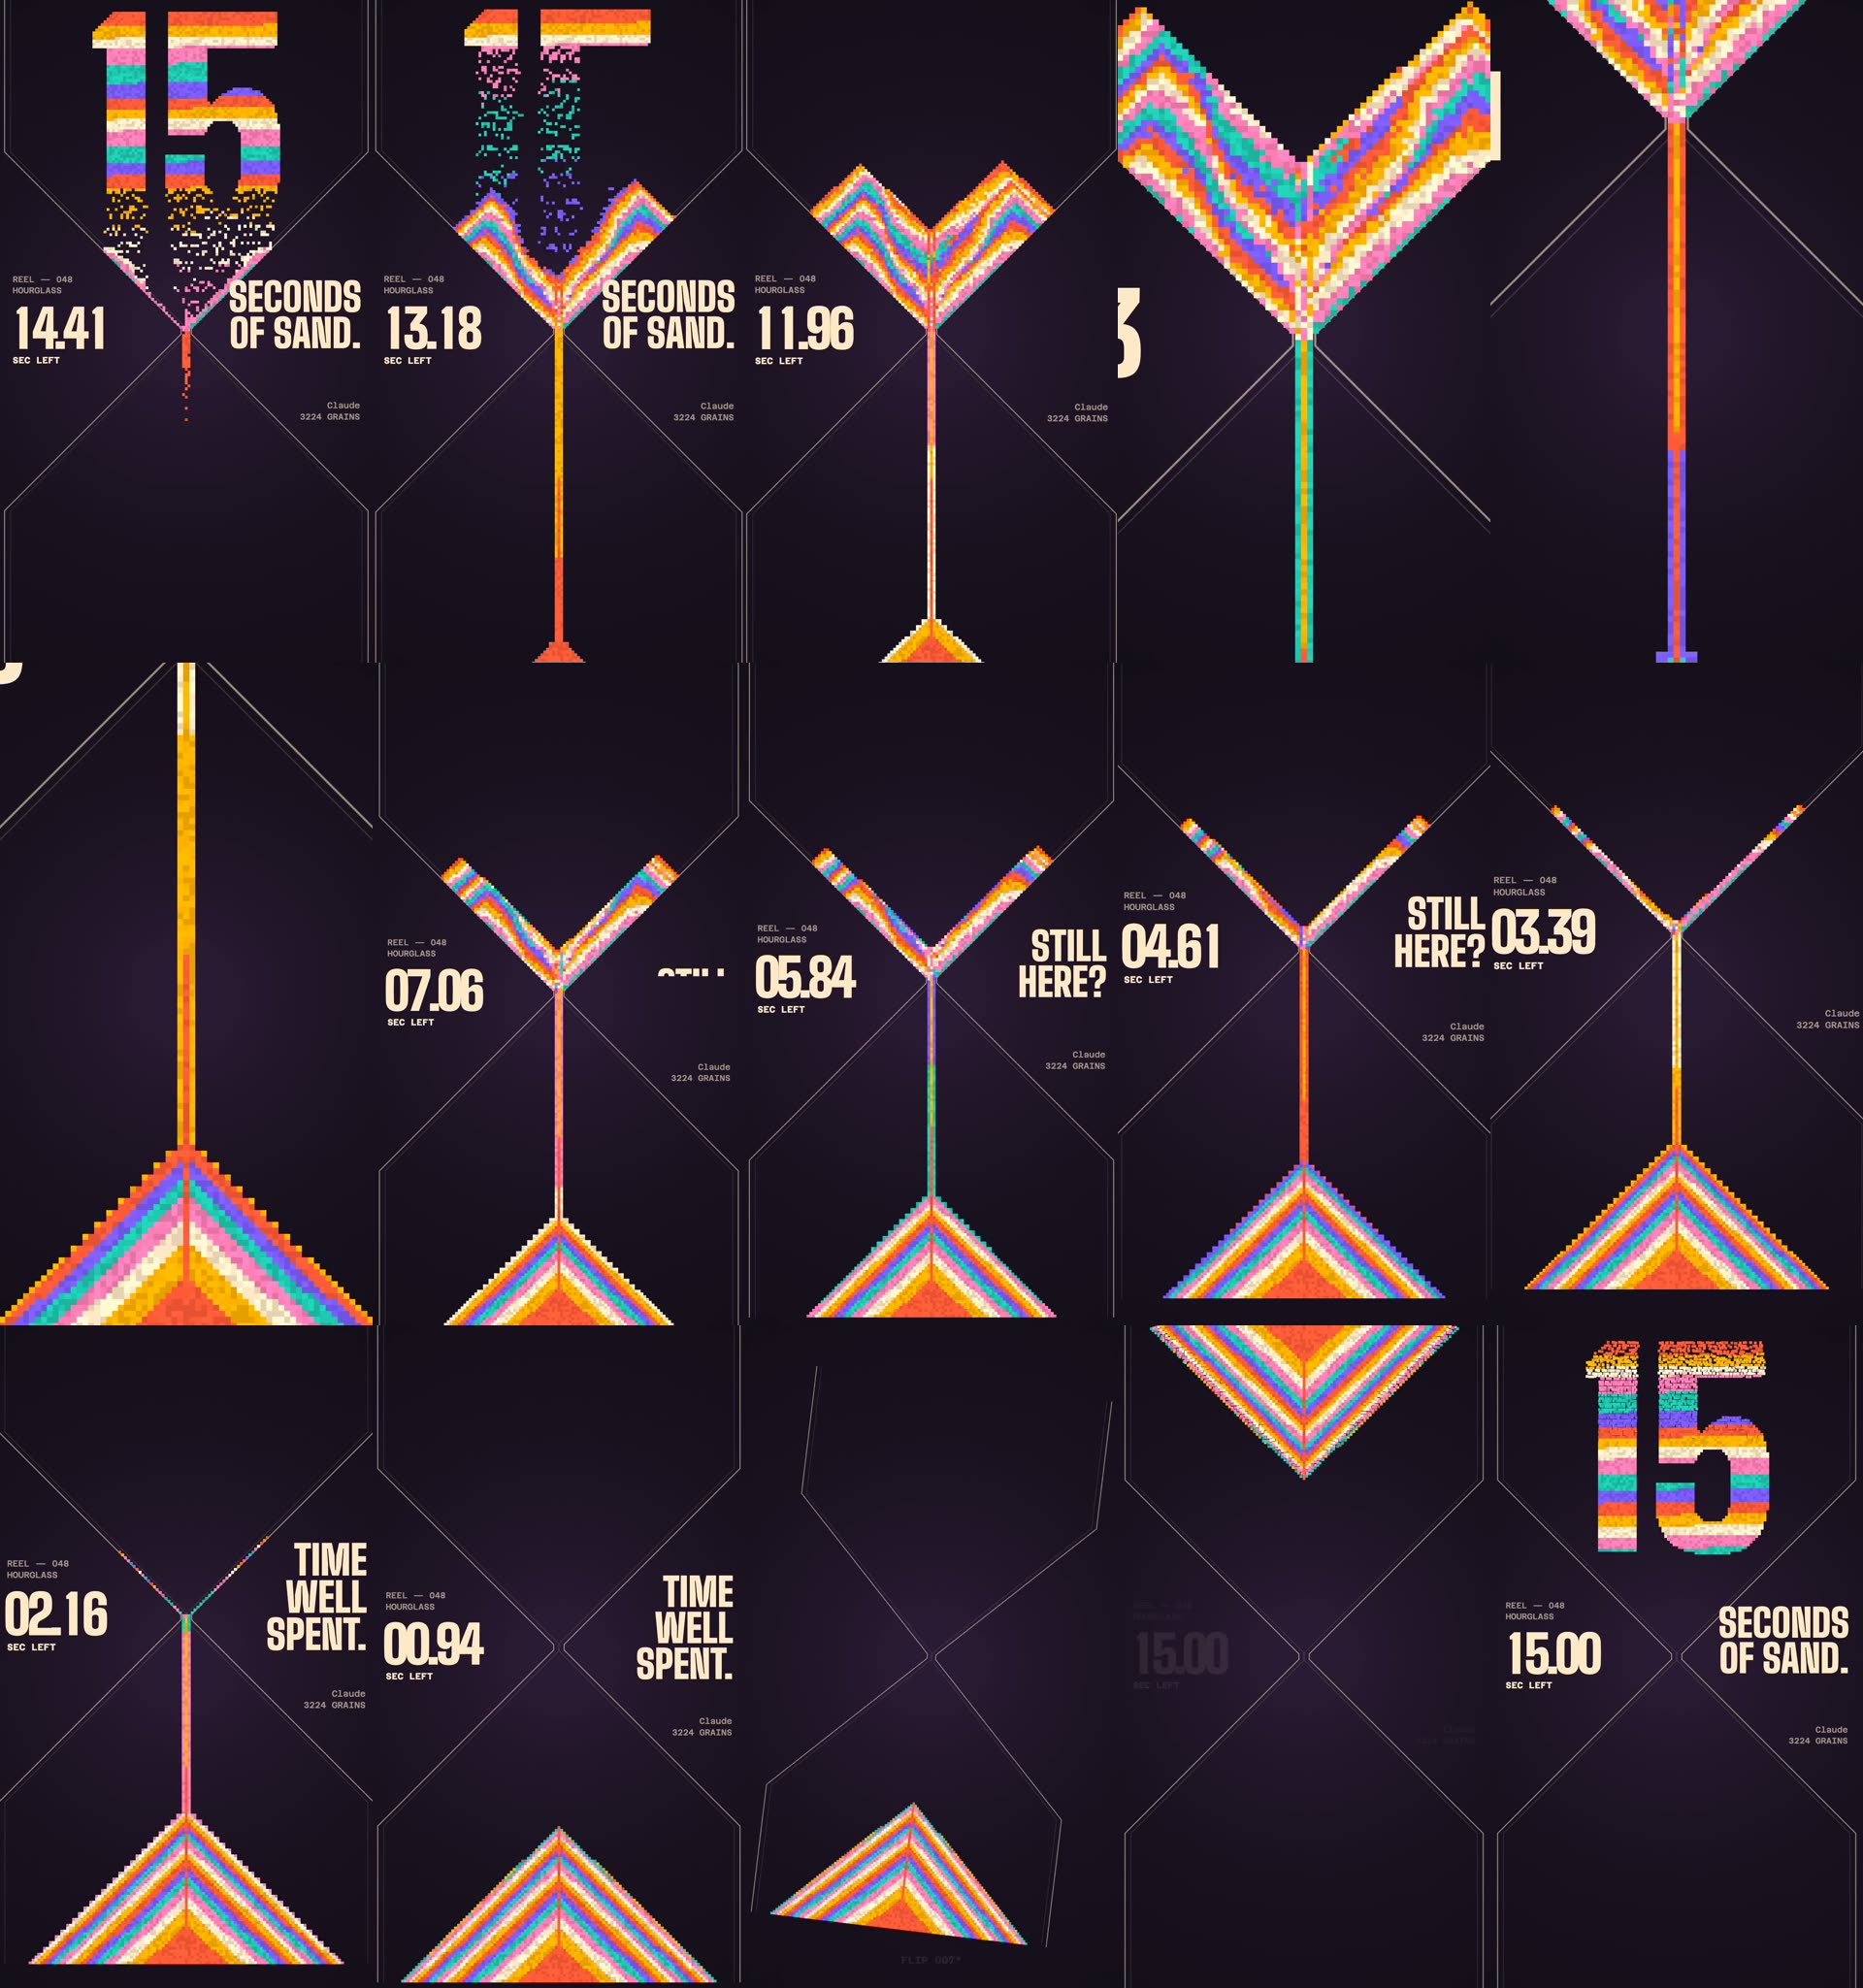 15
REEL — 048
HOURGLASS
14.41
SEC LEFT
SECONDS
OF SAND.
Claude
3224 GRAINS
REEL — 048
HOURGLASS
13.18
SEC LEFT
SECONDS
OF SAND.
Claude
3224 GRAINS
REEL — 048
HOURGLASS
11.96
SEC LEFT
Claude
3224 GRAINS
3
REEL — 048
HOURGLASS
07.06
SEC LEFT
Claude
3224 GRAINS
REEL — 048
HOURGLASS
05.84
SEC LEFT
STILL
HERE?
Claude
3224 GRAINS
REEL — 048
HOURGLASS
04.61
SEC LEFT
STILL
HERE?
Claude
3224 GRAINS
REEL — 048
HOURGLASS
03.39
SEC LEFT
Claude
3224 GRAINS
REEL — 048
HOURGLASS
02.16
SEC LEFT
TIME
WELL
SPENT.
Claude
3224 GRAINS
REEL — 048
HOURGLASS
00.94
SEC LEFT
TIME
WELL
SPENT.
Claude
3224 GRAINS
FLIP 007°
15.00
SEC LEFT
15
REEL — 048
HOURGLASS
15.00
SEC LEFT
SECONDS
OF SAND.
Claude
3224 GRAINS